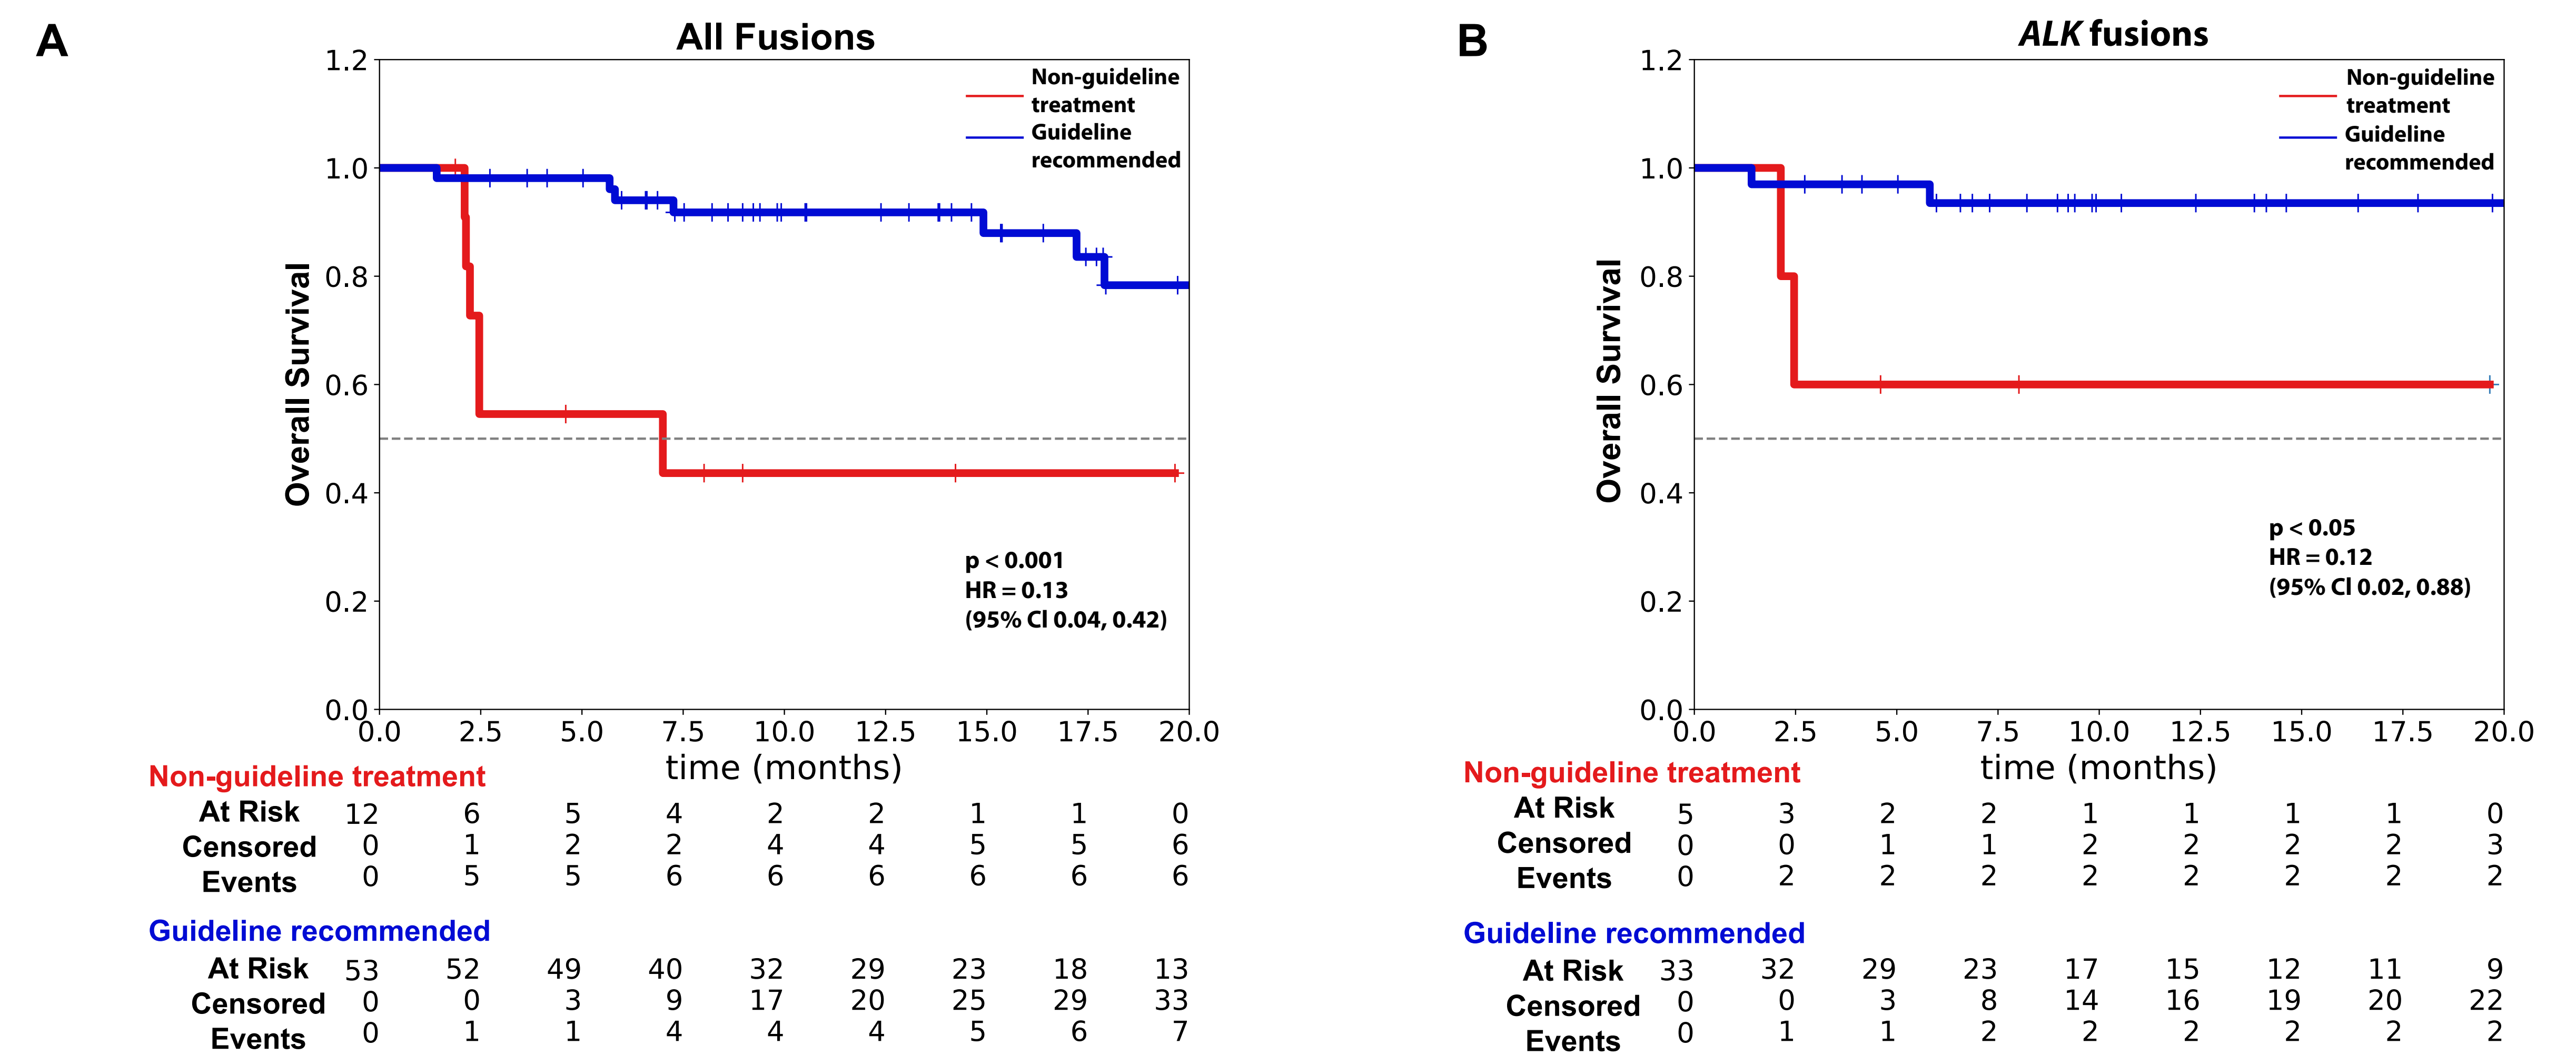 A
All Fusions
1.2
1.0
0.8
0.6
0.4
0.2
0.0
Overall Survival
Non-guideline
treatment
Guideline
recommended
p < 0.001
HR = 0.13
(95% CI 0.04, 0.42)
0.0 2.5 5.0 7.5 10.0 12.5 15.0 17.5 20.0
time (months)
Non-guideline treatment
At Risk 12 6 5 4 2 2 1 1 0
Censored 0 1 2 2 4 4 5 5 6
Events 0 5 5 6 6 6 6 6 6
Guideline recommended
At Risk 53 52 49 40 32 29 23 18 13
Censored 0 0 3 9 17 20 25 29 33
Events 0 1 1 4 4 4 5 6 7
B
ALK fusions
1.2
1.0
0.8
0.6
0.4
0.2
0.0
Overall Survival
Non-guideline
treatment
Guideline
recommended
p < 0.05
HR = 0.12
(95% CI 0.02, 0.88)
0.0 2.5 5.0 7.5 10.0 12.5 15.0 17.5 20.0
time (months)
Non-guideline treatment
At Risk 5 3 2 2 1 1 1 1 0
Censored 0 0 1 1 2 2 2 2 3
Events 0 2 2 2 2 2 2 2 2
Guideline recommended
At Risk 33 32 29 23 17 15 12 11 9
Censored 0 0 3 8 14 16 19 20 22
Events 0 1 1 2 2 2 2 2 2